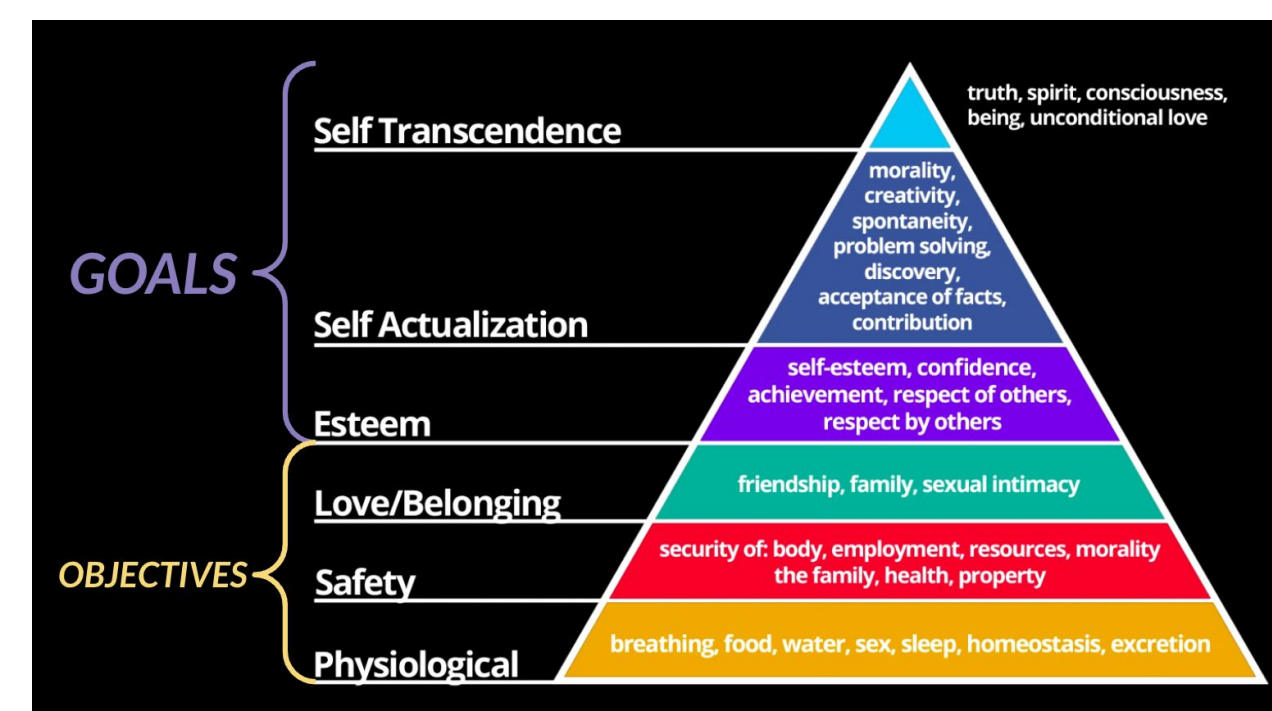 truth, spirit, consciousness,
being, unconditional love
Self Transcendence
morality,
creativity,
spontaneity,
problem solving,
discovery,
acceptance of facts,
contribution
GOALS
Self Actualization
self-esteem, confidence,
achievement, respect of others,
respect by others
Esteem
friendship, family, sexual intimacy
Love/Belonging
security of: body, employment, resources, morality
the family, health, property
OBJECTIVES
Safety
breathing, food, water, sex, sleep, homeostasis, excretion
Physiological